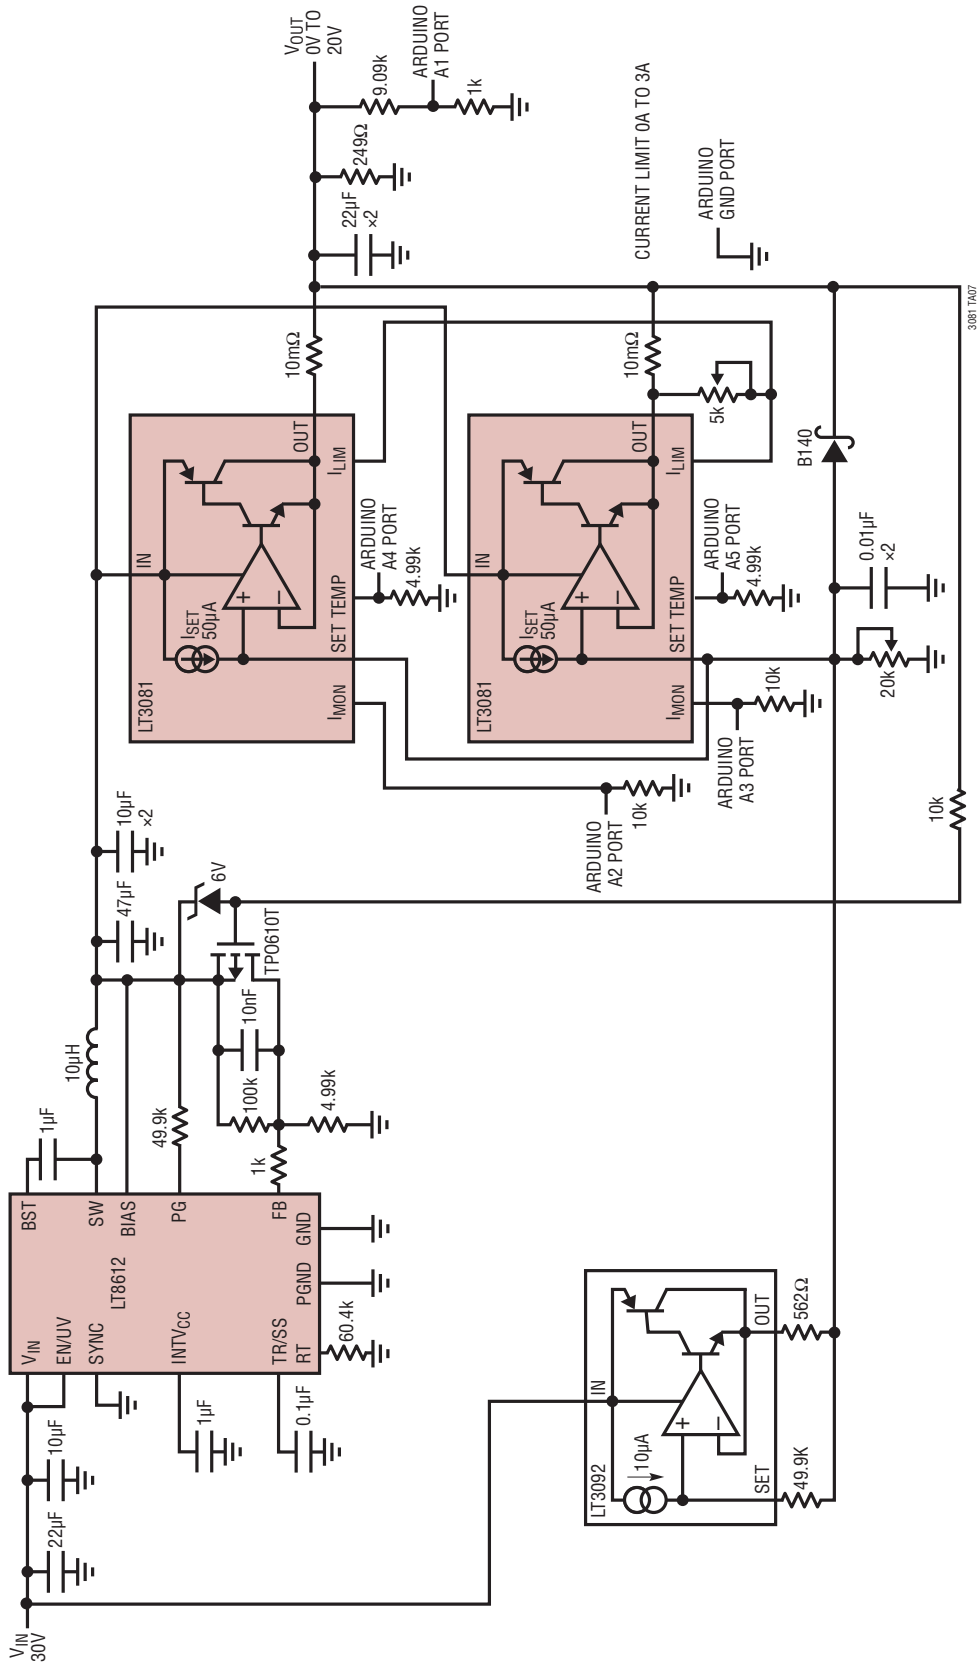 VIN
30V
22µF
10µF
VIN
EN/UV
SYNC
INTVCC
TR/SS
RT
LT8612
BST
SW
BIAS
PG
FB
GND
PGND
1µF
0.1µF
60.4k
1µF
10µH
49.9k
1k
100k
10nF
4.99k
TPO610T
6V
47µF
10µF
×2
LT3081
ISET
50µA
IN
OUT
IMON
SET
TEMP
ILIM
ARDUINO
A4 PORT
4.99k
10mΩ
22µF
×2
249Ω
VOUT
0V TO
20V
9.09k
ARDUINO
A1 PORT
1k
LT3081
ISET
50µA
IN
OUT
IMON
SET
TEMP
ILIM
ARDUINO
A2 PORT
10k
ARDUINO
A3 PORT
10k
ARDUINO
A5 PORT
4.99k
10mΩ
5k
CURRENT LIMIT 0A TO 3A
ARDUINO
GND PORT
LT3092
IN
10µA
SET
OUT
49.9K
562Ω
20k
0.01µF
×2
B140
10k
3081 TA07